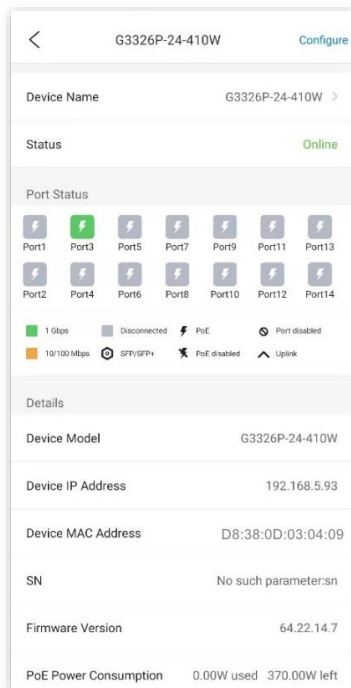 G3326P-24-410W Configure
Device Name G3326P-24-410W
Status Online
Port Status
Port1 Port3 Port5 Port7 Port9 Port11 Port13
Port2 Port4 Port6 Port8 Port10 Port12 Port14
1 Gbps Disconnected PoE Port disabled
10/100 Mbps SFP/SFP+ PoE disabled Uplink
Details
Device Model G3326P-24-410W
Device IP Address 192.168.5.93
Device MAC Address D8:38:0D:03:04:09
SN No such parameter:sn
Firmware Version 64.22.14.7
PoE Power Consumption 0.00W used 370.00W left